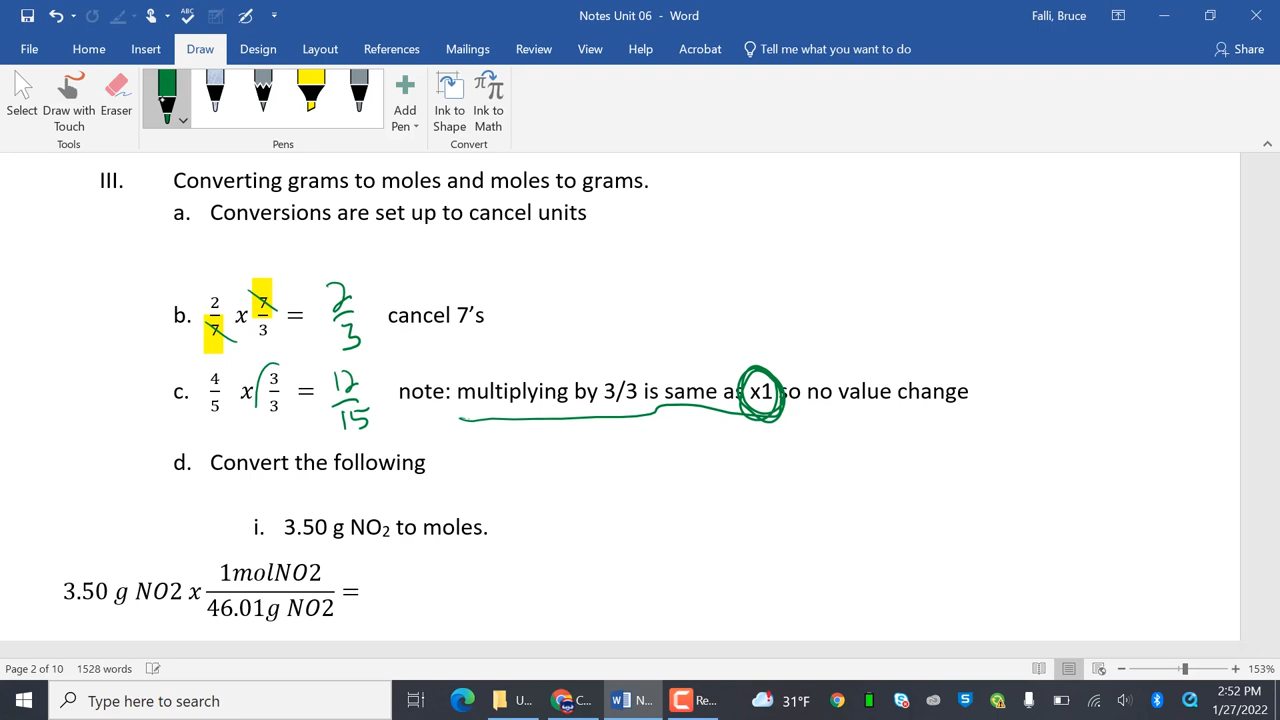 Notes Unit 06 - Word
Falli, Bruce
File Home Insert Draw Design Layout References Mailings Review View Help Acrobat Tell me what you want to do Share
Select Draw with Touch Eraser Add Pen Ink to Shape Ink to Math
Tools Pens Convert
III. Converting grams to moles and moles to grams.
a. Conversions are set up to cancel units
b. 2/7 x 7/3 = 2/3 cancel 7's
c. 4/5 x 3/3 = 12/15 note: multiplying by 3/3 is same as x1 so no value change
d. Convert the following
i. 3.50 g NO₂ to moles.
3.50 g NO2 x 1molNO2/46.01g NO2 =
Page 2 of 10 1528 words 153%
Type here to search U... C... N... Re... 31°F 2:52 PM
1/27/2022